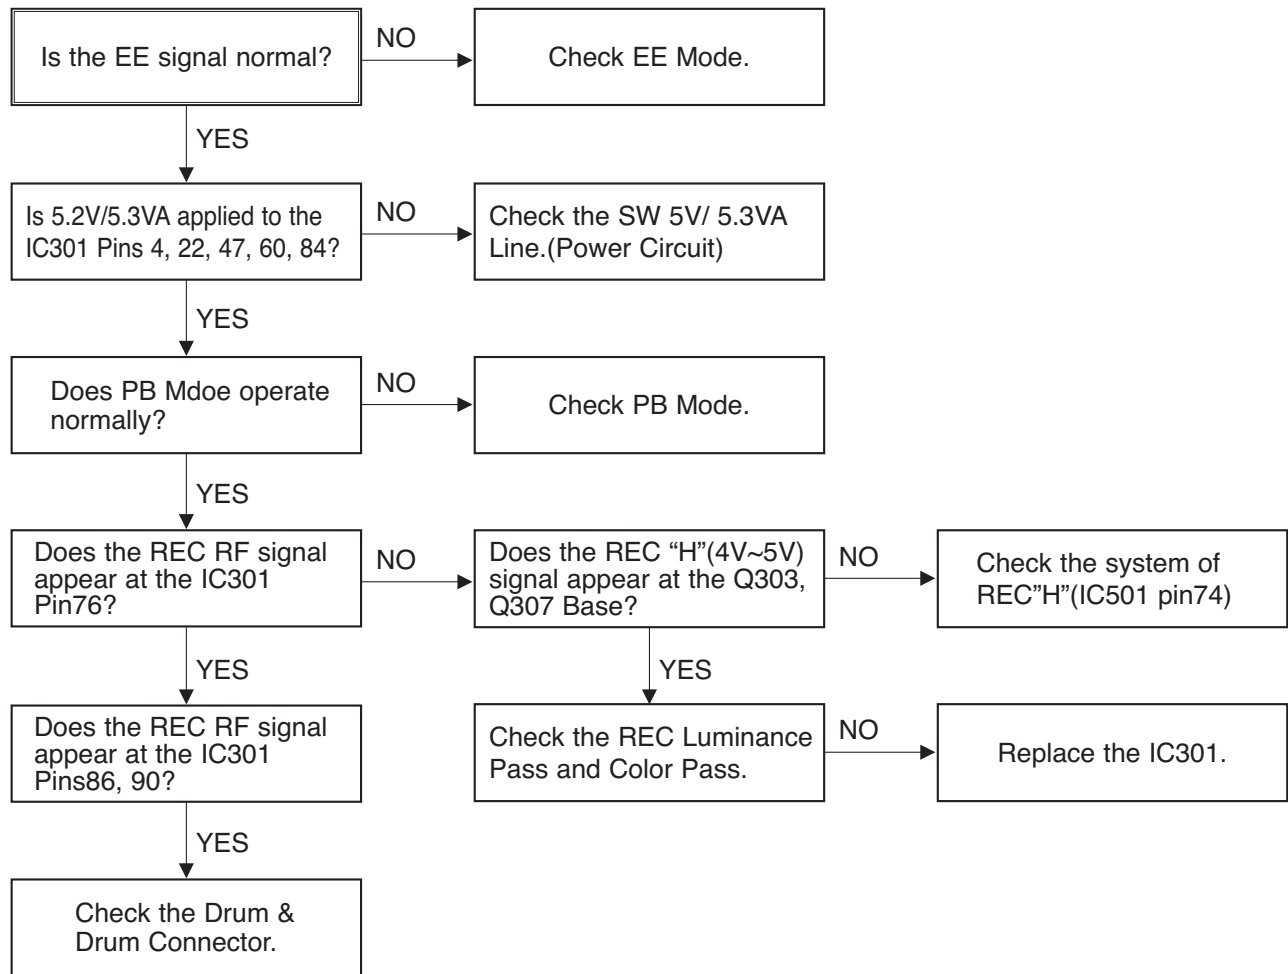 Is the EE signal normal?
NO
Check EE Mode.
YES
Is 5.2V/5.3VA applied to the
IC301 Pins 4, 22, 47, 60, 84?
NO
Check the SW 5V/ 5.3VA
Line.(Power Circuit)
YES
Does PB Mdoe operate
normally?
NO
Check PB Mode.
YES
Does the REC RF signal
appear at the IC301
Pin76?
NO
Does the REC “H”(4V~5V)
signal appear at the Q303,
Q307 Base?
NO
Check the system of
REC”H”(IC501 pin74)
YES
YES
Does the REC RF signal
appear at the IC301
Pins86, 90?
Check the REC Luminance
Pass and Color Pass.
NO
Replace the IC301.
YES
Check the Drum &
Drum Connector.